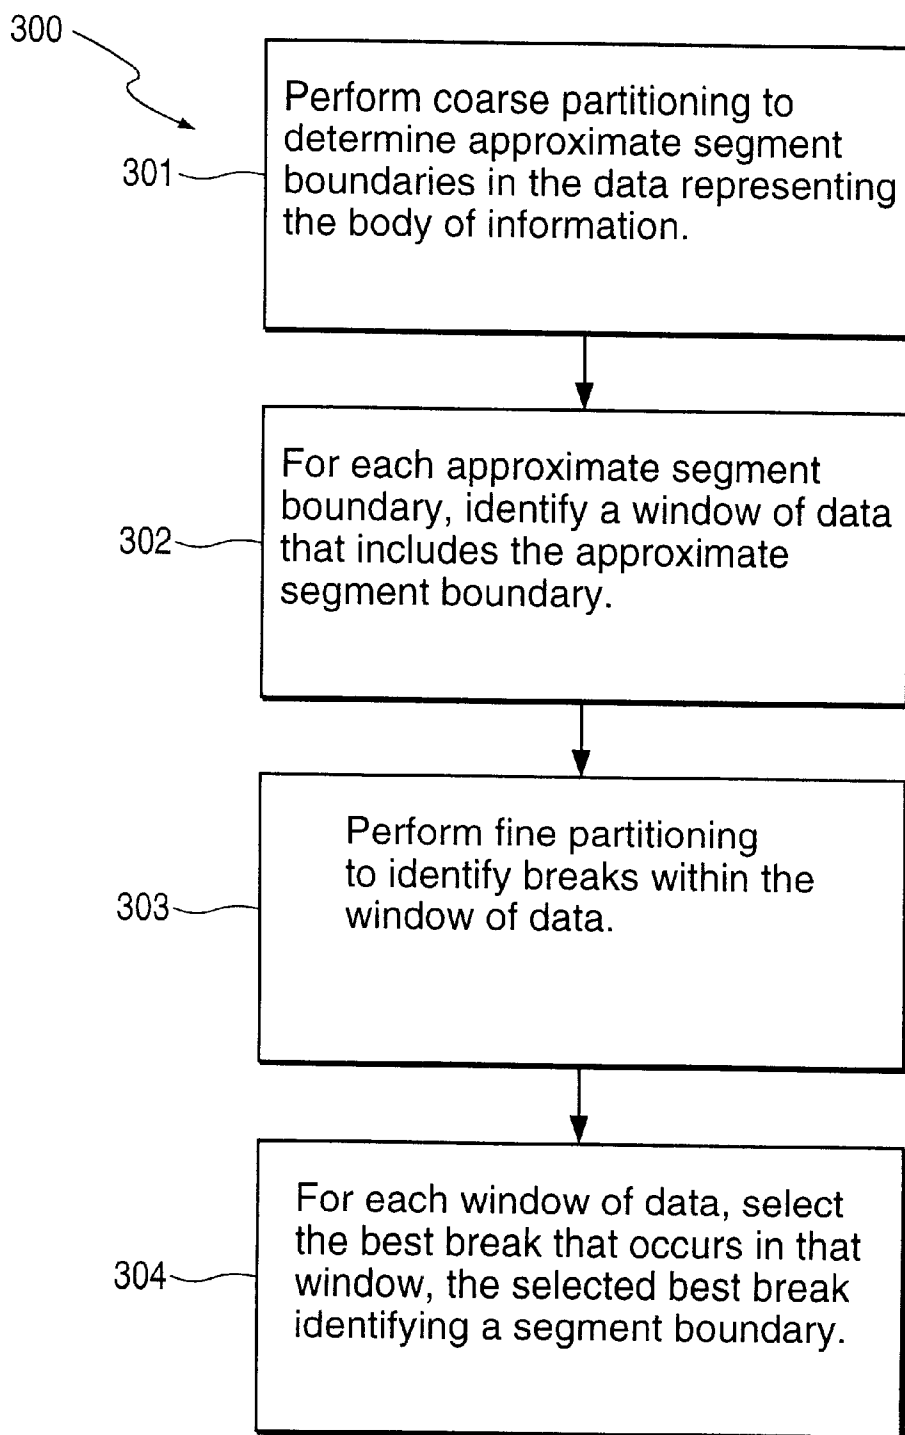 300
Perform coarse partitioning to
determine approximate segment
301
boundaries in the data representing
the body of information.
For each approximate segment
boundary, identify a window of data
302
that includes the approximate
segment boundary.
Perform fine partitioning
to identify breaks within the
303
window of data.
For each window of data, select
the best break that occurs in that
304
window, the selected best break
identifying a segment boundary.